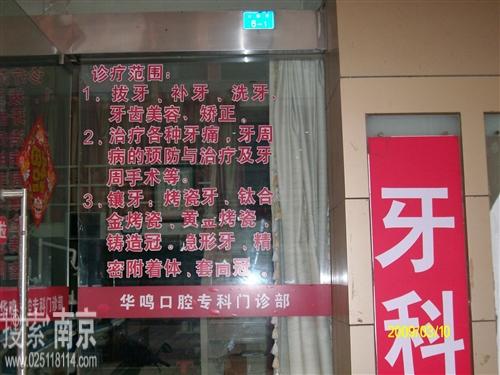 6-1
诊疗范围:
1、拔牙、补牙、洗牙、
牙齿美容、矫正。
2、治疗各种牙痛,牙周
病的预防与治疗及牙
周手术等。
3、镶牙:烤瓷牙、钛合
金烤瓷、黄金烤瓷、
铸造冠。隐形牙、精
密附着体、套筒冠。
华鸣口腔专科门诊部
牙科
2009/03/10
搜索南京
www.025118114.com